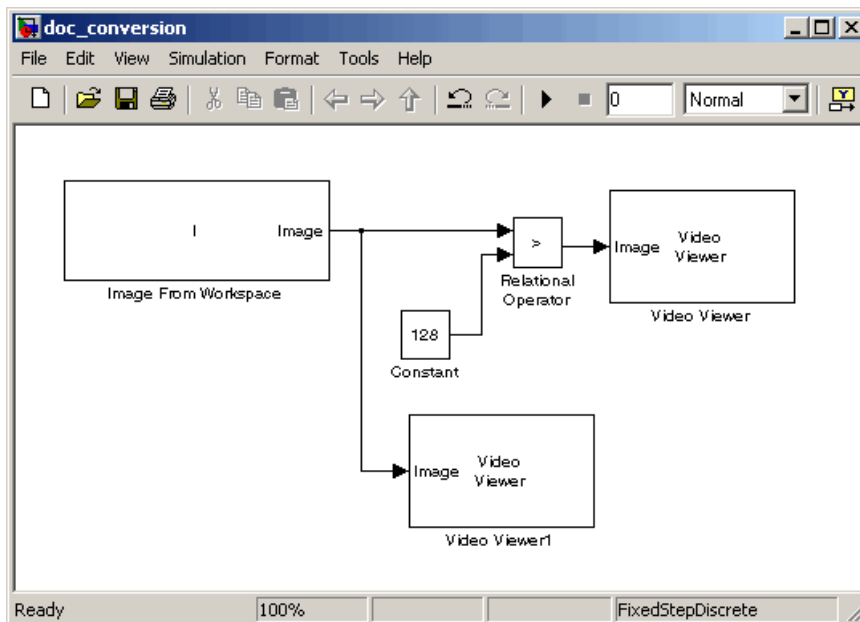 doc_conversion
File Edit View Simulation Format Tools Help
0 Normal
I Image
Image From Workspace
>
Relational
Operator
Image Video
Viewer
Video Viewer
128
Constant
Image Video
Viewer
Video Viewer1
Ready 100% FixedStepDiscrete